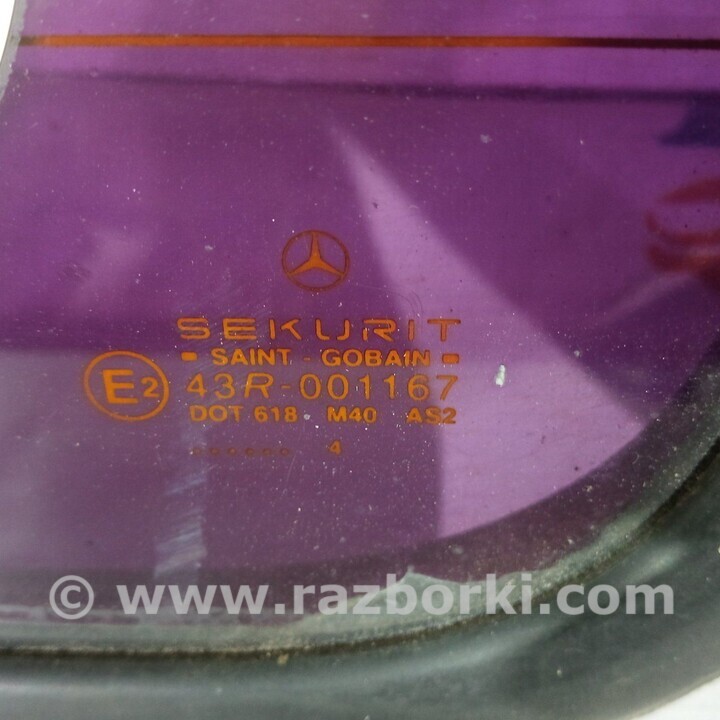 SEKURIT
SAINT - GOBAIN
E2 43R-001167
DOT 618 M40 AS2
...... 4
© www.razborki.com